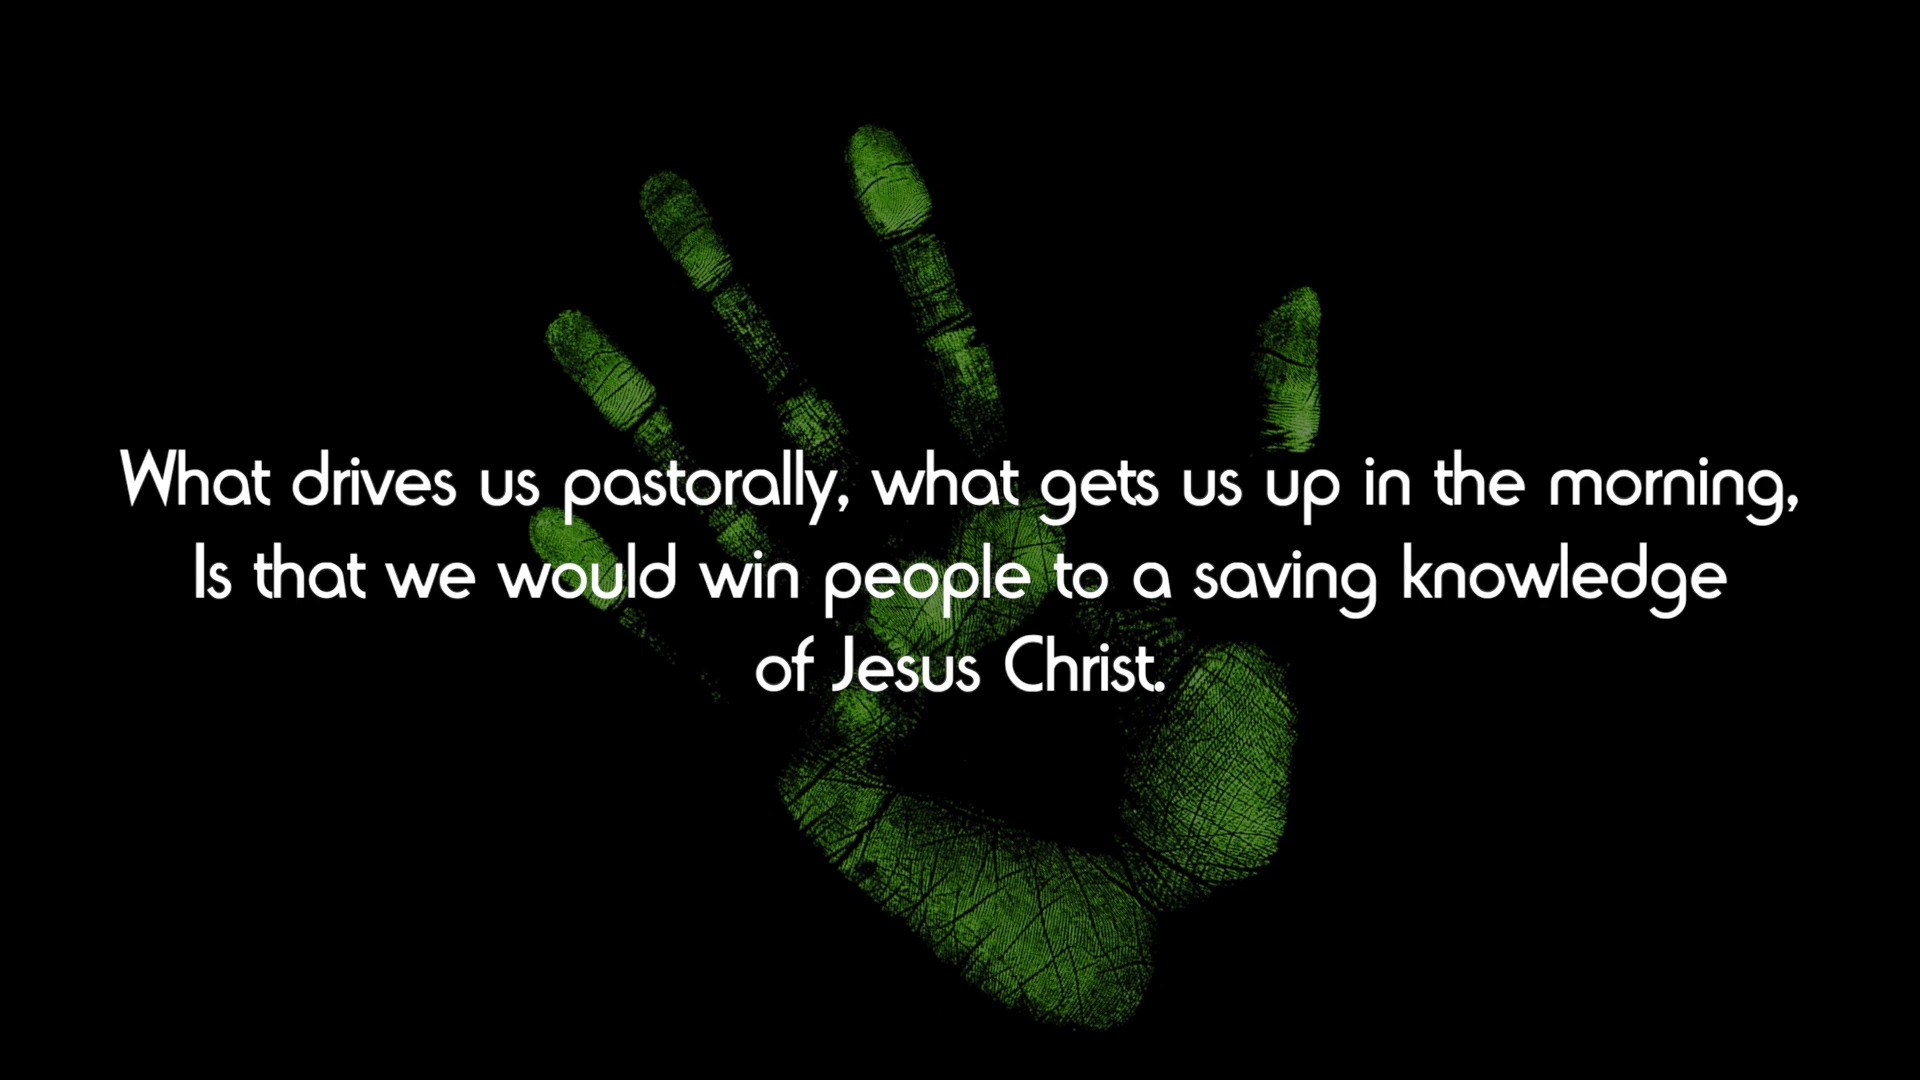 What drives us pastorally, what gets us up in the morning,
Is that we would win people to a saving knowledge
of Jesus Christ.